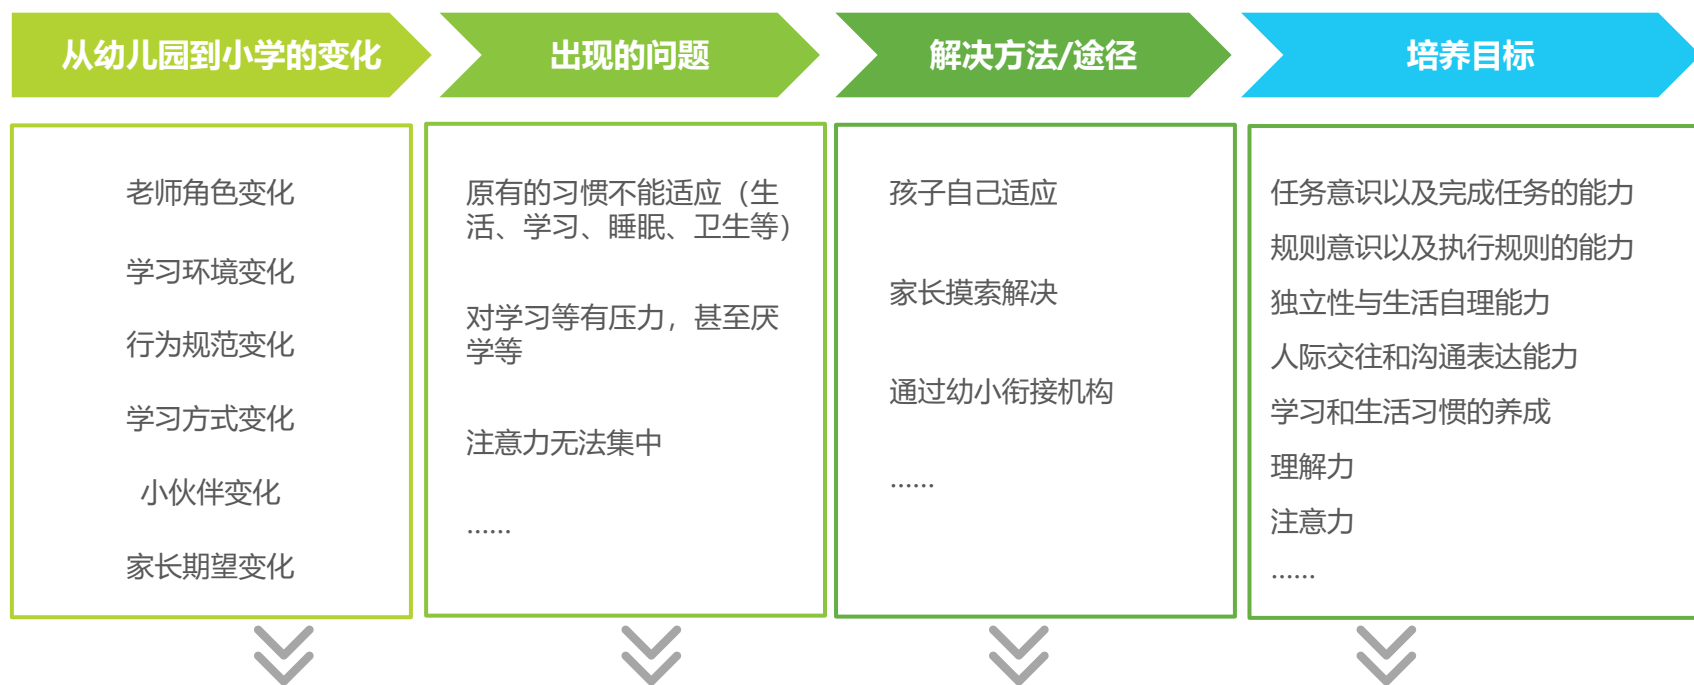 从幼儿园到小学的变化
出现的问题
解决方法/途径
培养目标
老师角色变化
学习环境变化
行为规范变化
学习方式变化
小伙伴变化
家长期望变化
原有的习惯不能适应（生
活、学习、睡眠、卫生等）
对学习等有压力，甚至厌
学等
注意力无法集中
......
孩子自己适应
家长摸索解决
通过幼小衔接机构
......
任务意识以及完成任务的能力
规则意识以及执行规则的能力
独立性与生活自理能力
人际交往和沟通表达能力
学习和生活习惯的养成
理解力
注意力
......